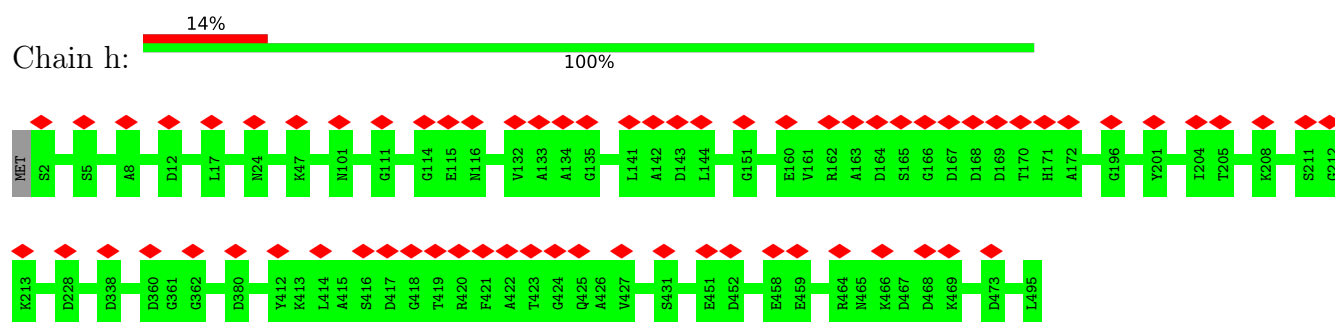 14%
Chain h:
100%
MET S2 S5 A8 D12 L17 N24 K47 N101 G111 G114 E115 N116 V132 A133 A134 G135 L141 A142 D143 L144 G151 E160 V161 R162 A163 D164 S165 G166 D167 D168 D169 T170 H171 A172 G196 Y201 I204 T205 K208 S211 G212
K213 D228 D338 D360 G361 G362 D380 Y412 K413 L414 A415 S416 D417 G418 T419 R420 F421 A422 T423 G424 Q425 A426 V427 S431 E451 D452 E458 E459 R464 N465 K466 D467 D468 K469 D473 L495